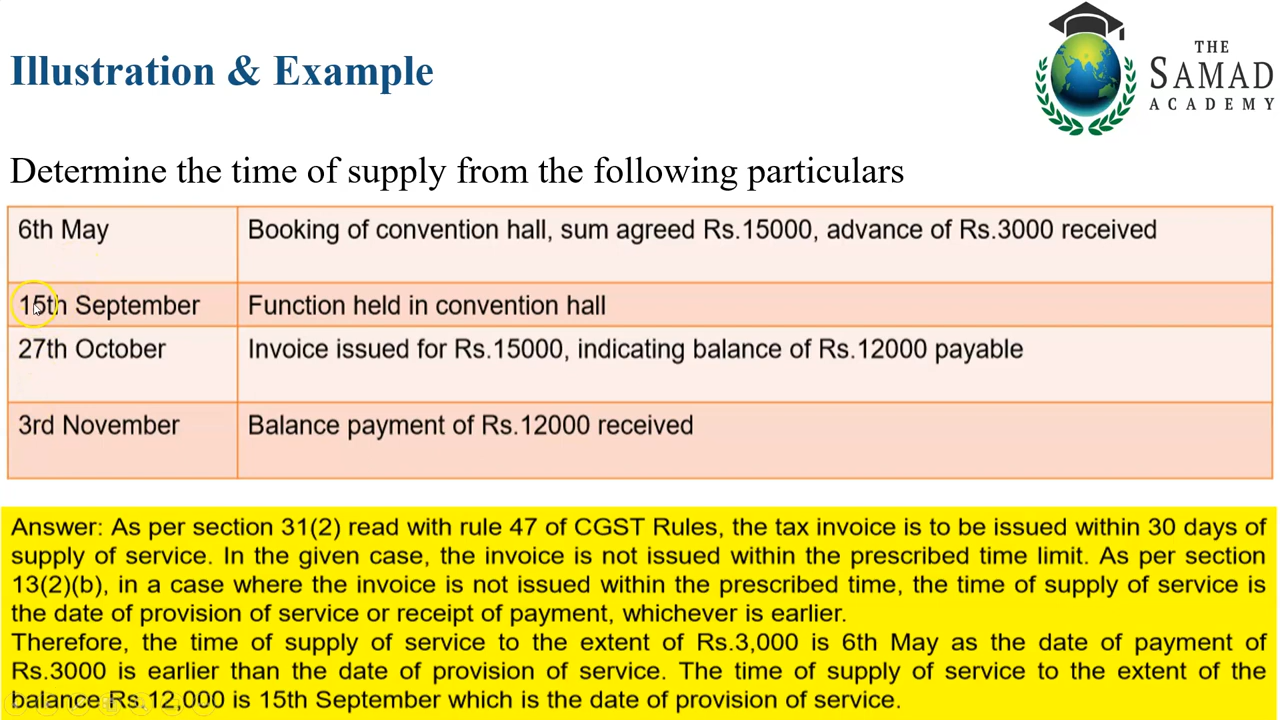 Illustration & Example
THE
SAMAD
ACADEMY
Determine the time of supply from the following particulars
6th May Booking of convention hall, sum agreed Rs.15000, advance of Rs.3000 received
15th September Function held in convention hall
27th October Invoice issued for Rs.15000, indicating balance of Rs.12000 payable
3rd November Balance payment of Rs.12000 received
Answer: As per section 31(2) read with rule 47 of CGST Rules, the tax invoice is to be issued within 30 days of
supply of service. In the given case, the invoice is not issued within the prescribed time limit. As per section
13(2)(b), in a case where the invoice is not issued within the prescribed time, the time of supply of service is
the date of provision of service or receipt of payment, whichever is earlier.
Therefore, the time of supply of service to the extent of Rs.3,000 is 6th May as the date of payment of
Rs.3000 is earlier than the date of provision of service. The time of supply of service to the extent of the
balance Rs.12,000 is 15th September which is the date of provision of service.